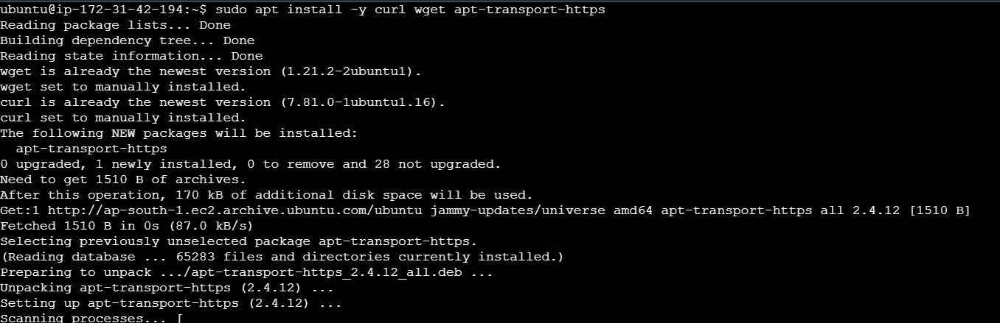 ubuntu@ip-172-31-42-194:~$ sudo apt install -y curl wget apt-transport-https
Reading package lists... Done
Building dependency tree... Done
Reading state information... Done
wget is already the newest version (1.21.2-2ubuntu1).
wget set to manually installed.
curl is already the newest version (7.81.0-1ubuntu1.16).
curl set to manually installed.
The following NEW packages will be installed:
  apt-transport-https
0 upgraded, 1 newly installed, 0 to remove and 28 not upgraded.
Need to get 1510 B of archives.
After this operation, 170 kB of additional disk space will be used.
Get:1 http://ap-south-1.ec2.archive.ubuntu.com/ubuntu jammy-updates/universe amd64 apt-transport-https all 2.4.12 [1510 B]
Fetched 1510 B in 0s (87.0 kB/s)
Selecting previously unselected package apt-transport-https.
(Reading database ... 65283 files and directories currently installed.)
Preparing to unpack .../apt-transport-https_2.4.12_all.deb ...
Unpacking apt-transport-https (2.4.12) ...
Setting up apt-transport-https (2.4.12) ...
Scanning processes... [